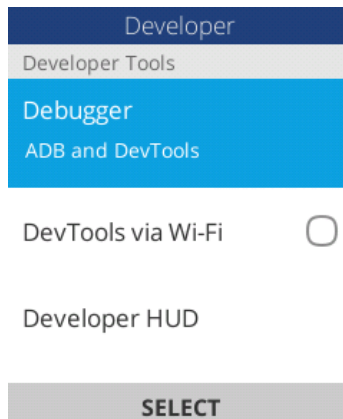 Developer
Developer Tools
Debugger
ADB and DevTools
DevTools via Wi-Fi
Developer HUD
SELECT